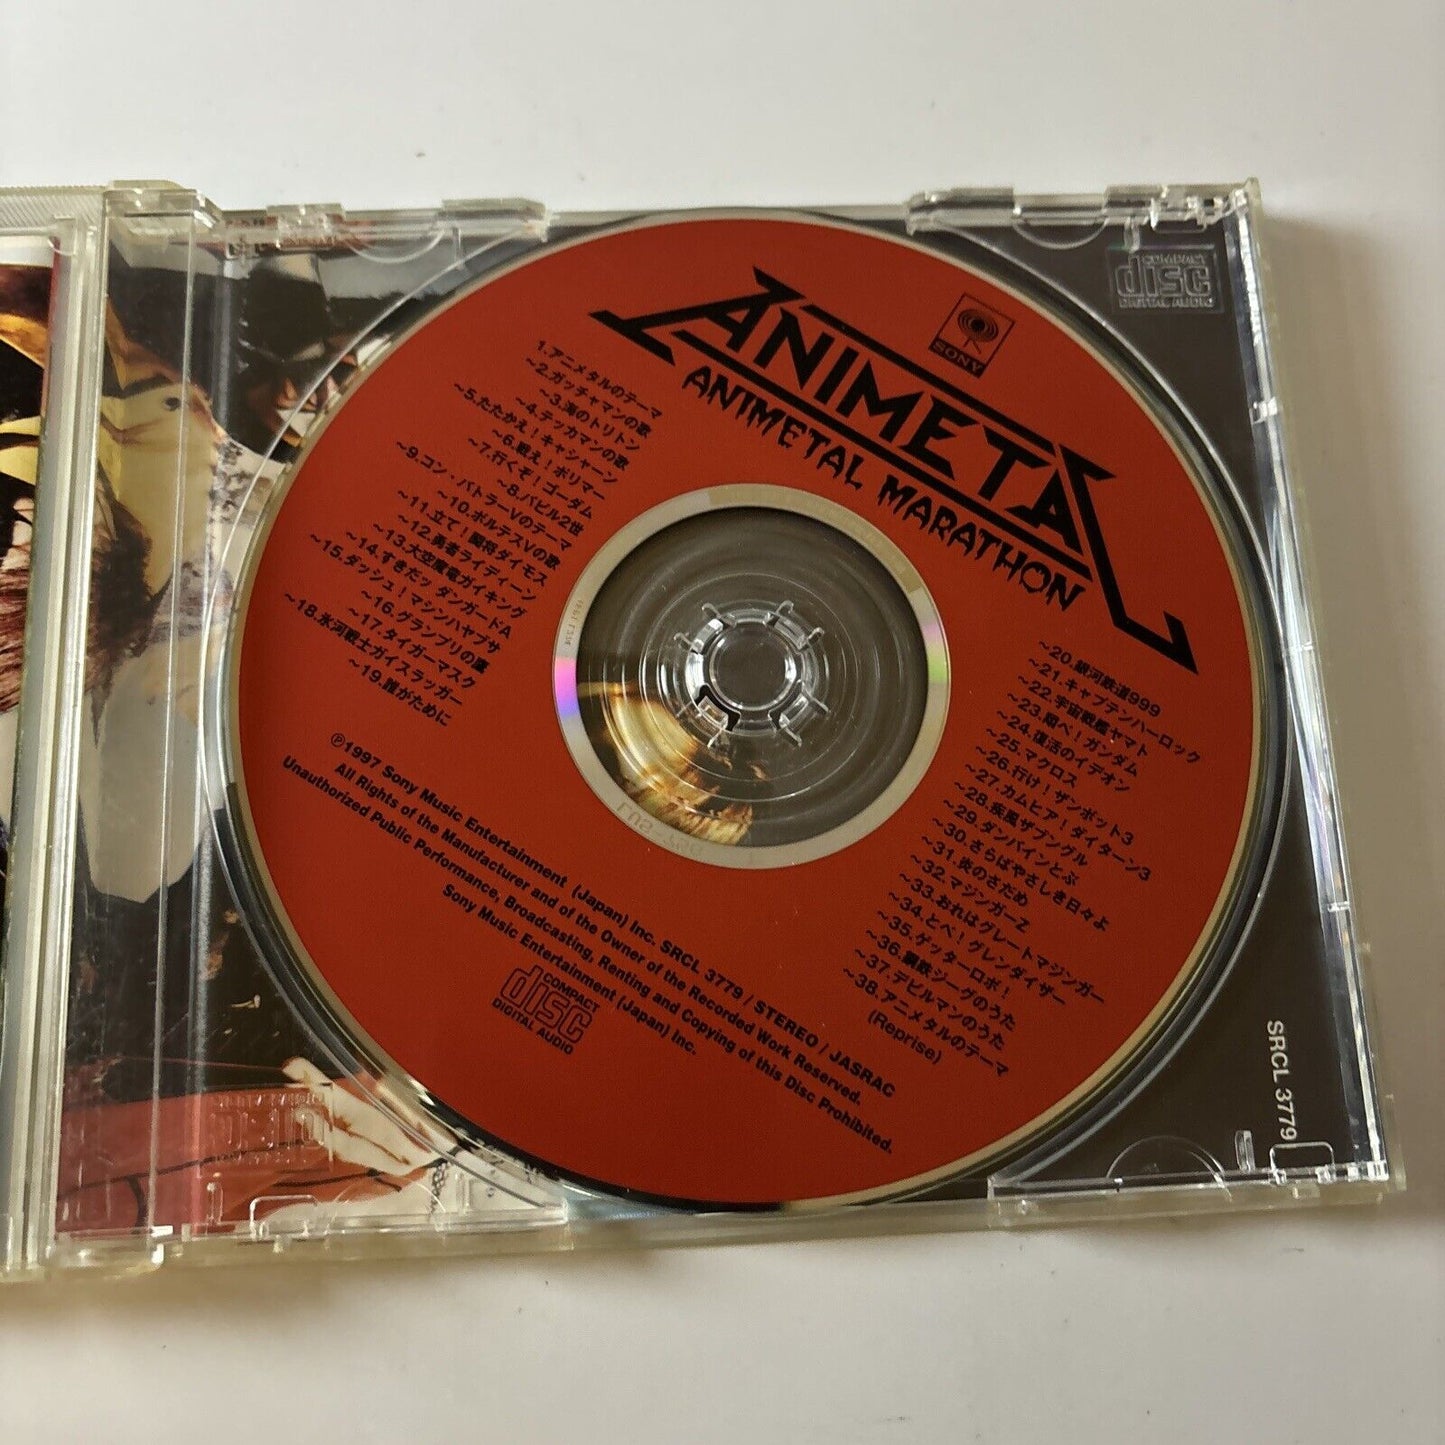 ANIMETAL
ANIMETAL MARATHON
SONY
COMPACT
disc
DIGITAL AUDIO
1.アニメタルのテーマ
~2.ガッチャマンの歌
~3.海のトリトン
~4.テッカマンの歌
~5.たたかえ！キャシャーン
~6.戦え！ポリマー
~7.行くぞ！ゴーダム
~8.バビル2世
~9.コン・バトラーVのテーマ
~10.ボルテスVの歌
~11.立て！闘将ダイモス
~12.勇者ライディーン
~13.大空魔竜ガイキング
~14.すきだッ ダンガードA
~15.ダッシュ！マシンハヤブサ
~16.グランプリの鷹
~17.タイガーマスク
~18.氷河戦士ガイスラッガー
~19.誰がために
~20.銀河鉄道999
~21.キャプテンハーロック
~22.宇宙戦艦ヤマト
~23.翔べ！ガンダム
~24.復活のイデオン
~25.マクロス
~26.行け！ザンボット3
~27.カムヒア！ダイターン3
~28.疾風ザブングル
~29.ダンバインとぶ
~30.さらばやさしき日々よ
~31.炎のさだめ
~32.マジンガーZ
~33.おれはグレートマジンガー
~34.とべ！グレンダイザー
~35.ゲッターロボ！
~36.鋼鉄ジーグのうた
~37.デビルマンのうた
~38.アニメタルのテーマ
(Reprise)
℗1997 Sony Music Entertainment (Japan) Inc. SRCL 3779 / STEREO / JASRAC
All Rights of the Manufacturer and of the Owner of the Recorded Work Reserved.
Unauthorized Public Performance, Broadcasting, Renting and Copying of this Disc Prohibited.
Sony Music Entertainment (Japan) Inc.
COMPACT
disc
DIGITAL AUDIO
SRCL 3779